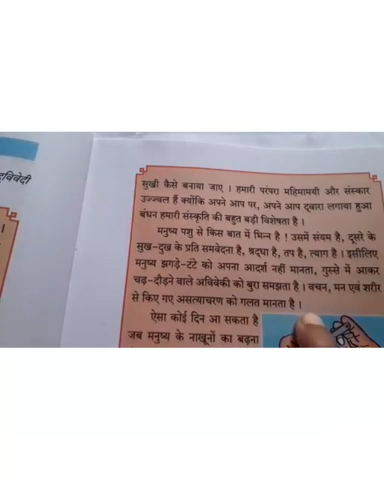 द्विवेदी
सुखी कैसे बनाया जाए । हमारी परंपरा महिमामयी और संस्कार
उज्ज्वल हैं क्योंकि अपने आप पर, अपने आप द्वारा लगाया हुआ
बंधन हमारी संस्कृति की बहुत बड़ी विशेषता है ।
मनुष्य पशु से किस बात में भिन्न है ! उसमें संयम है, दूसरे के
सुख-दुख के प्रति समवेदना है, श्रद्धा है, तप है, त्याग है । इसीलिए
मनुष्य झगड़े-टंटे को अपना आदर्श नहीं मानता, गुस्से में आकर
चढ़-दौड़ने वाले अविवेकी को बुरा समझता है । वचन, मन एवं शरीर
से किए गए असत्याचरण को गलत मानता है ।
ऐसा कोई दिन आ सकता है
जब मनुष्य के नाखूनों का बढ़ना